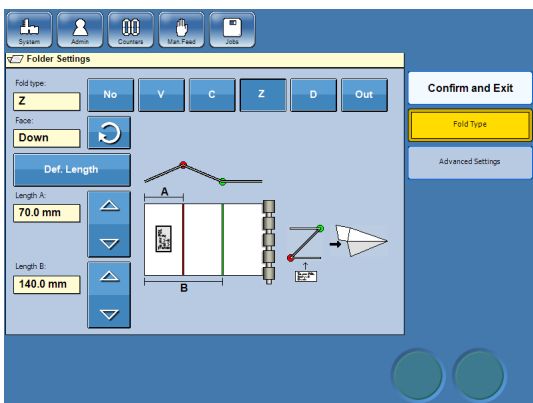 System Admin Counters Man.Feed Jobs
Folder Settings
Fold type:
Z
No V C Z D Out
Face:
Down
Def. Length
Length A:
70.0 mm
Length B:
140.0 mm
A
B
Confirm and Exit
Fold Type
Advanced Settings